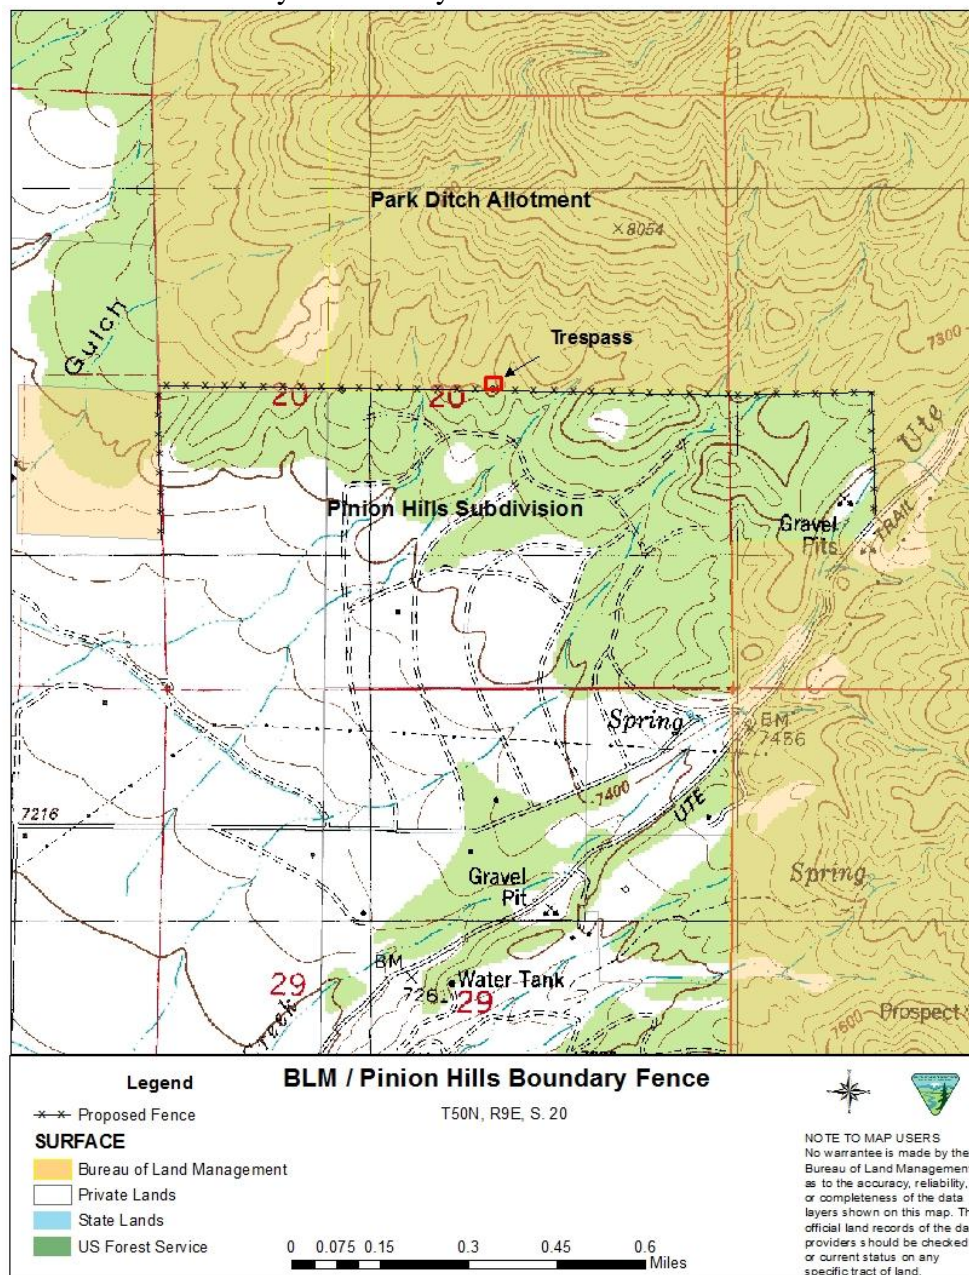 Park Ditch Allotment
×8054
Gulch
Trespass
7800
20
20
Ute
Pinion Hills Subdivision
Gravel
Pits
TRAIL
Spring
BM
7486
7400
7216
UTE
Spring
Gravel
Pit
BM
Water Tank
29
29
7600
Prospect
Legend
Proposed Fence
SURFACE
Bureau of Land Management
Private Lands
State Lands
US Forest Service
BLM / Pinion Hills Boundary Fence
T50N, R9E, S. 20
0 0.075 0.15 0.3 0.45 0.6
Miles
NOTE TO MAP USERS
No warrantee is made by the
Bureau of Land Management
as to the accuracy, reliability,
or completeness of the data
layers shown on this map. Th
official land records of the da
providers should be checked
or current status on any
specific tract of land.